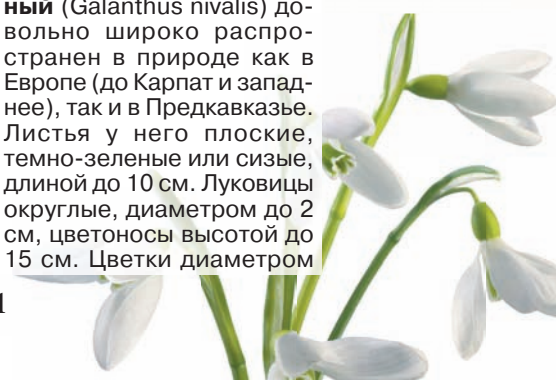 ный (Galanthus nivalis) до-
вольно широко распро-
странен в природе как в
Европе (до Карпат и запад-
нее), так и в Предкавказье.
Листья у него плоские,
темно-зеленые или сизые,
длиной до 10 см. Луковицы
округлые, диаметром до 2
см, цветоносы высотой до
15 см. Цветки диаметром